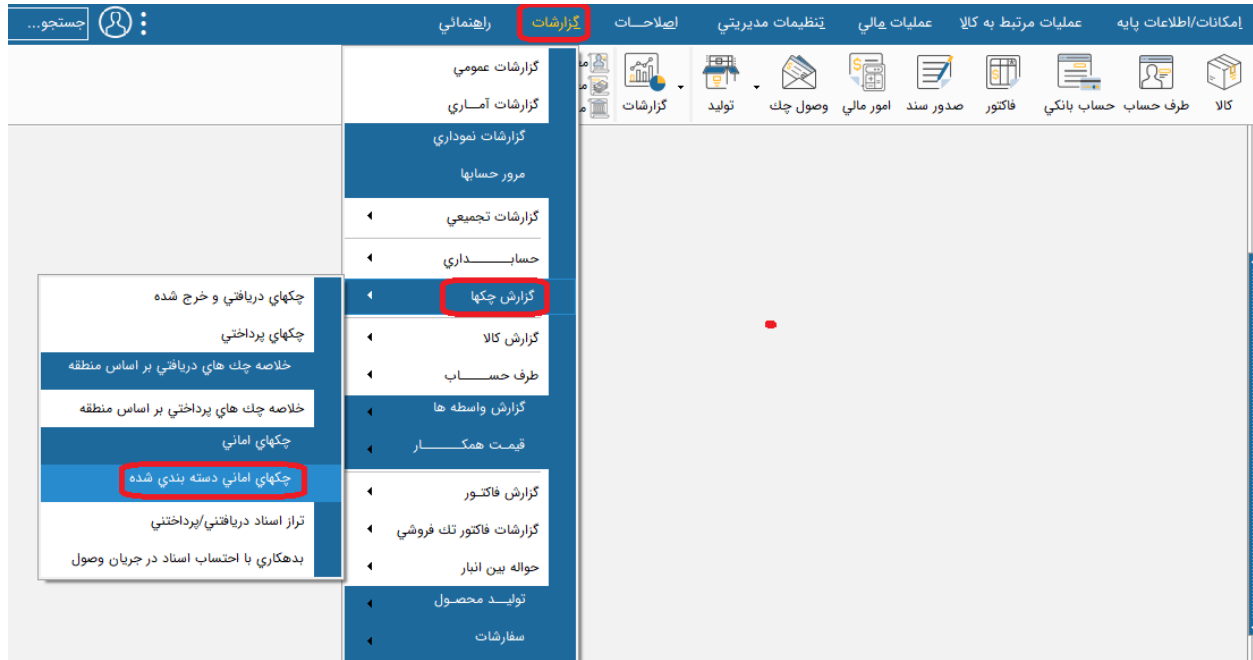 إمكانات/اطلاعات پايه
عمليات مرتبط به كالا
عمليات مالي
تنظيمات مديريتي
اصلاحــات
گزارشات
راهنمائي
جستجو...
كالا
طرف حساب
حساب بانكي
فاكتور
صدور سند
امور مالي
وصول چك
توليد
گزارشات
گزارشات عمومي
گزارشات آمــاري
گزارشات نموداري
مرور حسابها
گزارشات تجميعي
حسابـــــــداري
گزارش چكها
گزارش كالا
طرف حســـــاب
گزارش واسطه ها
قيمـت همكـــــــار
گزارش فاكتـور
گزارشات فاكتور تك فروشي
حواله بين انبار
توليــد محصـول
سفارشات
چكهاي دريافتي و خرج شده
چكهاي پرداختي
خلاصه چك هاي دريافتي بر اساس منطقه
خلاصه چك هاي پرداختي بر اساس منطقه
چكهاي اماني
چكهاي اماني دسته بندي شده
تراز اسناد دريافتني/پرداختني
بدهكاري با احتساب اسناد در جريان وصول